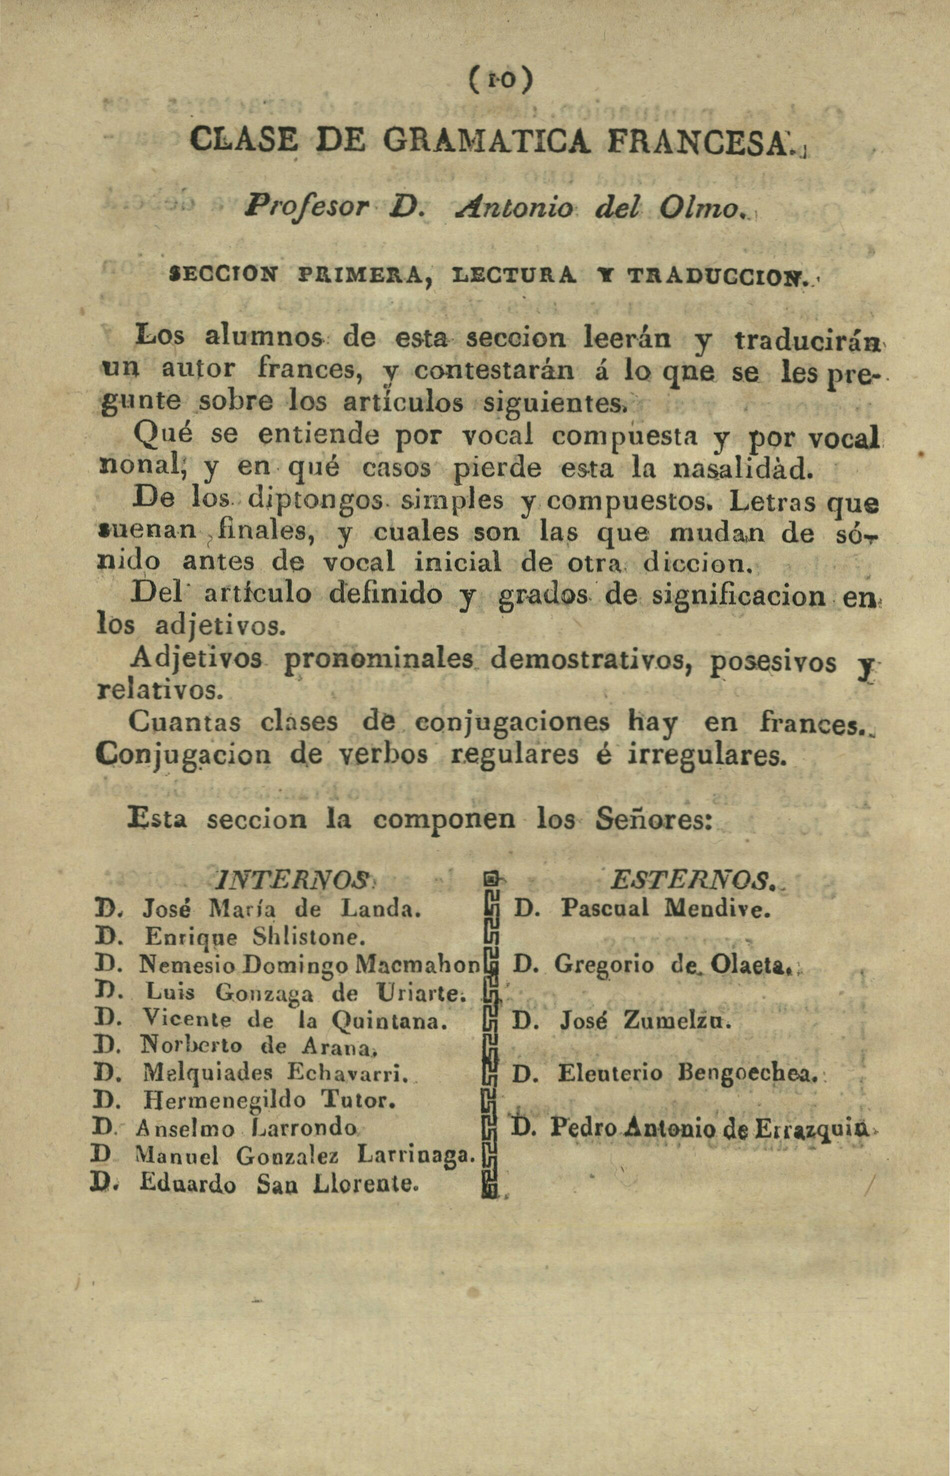 (10)
CLASE DE GRAMATICA FRANCESA.
Profesor D. Antonio del Olmo.
SECCION PRIMERA, LECTURA Y TRADUCCION.
Los alumnos de esta seccion leerán y traducirán
un autor frances, y contestarán á lo qne se les pre-
gunte sobre los artículos siguientes.
Qué se entiende por vocal compuesta y por vocal
nonal, y en qué casos pierde esta la nasalidàd.
De los diptongos simples y compuestos. Letras que
suenan finales, y cuales son las que mudan de só-
nido antes de vocal inicial de otra diccion.
Del artículo definido y grados de significacion en
los adjetivos.
Adjetivos pronominales demostrativos, posesivos y
relativos.
Cuantas clases de conjugaciones hay en frances.
Conjugacion de verbos regulares é irregulares.
Esta seccion la componen los Señores:
INTERNOS
D. José María de Landa.
D. Enrique Shlistone.
D. Nemesio Domingo Macmahon
D. Luis Gonzaga de Uriarte.
D. Vicente de la Quintana.
D. Norberto de Arana.
D. Melquiades Echavarri.
D. Hermenegildo Tutor.
D. Anselmo Larrondo
D Manuel Gonzalez Larrinaga.
D. Eduardo San Llorente.
ESTERNOS.
D. Pascual Mendive.
D. Gregorio de Olaeta.
D. José Zumelzu.
D. Eleuterio Bengoechea.
D. Pedro Antonio de Errazquin